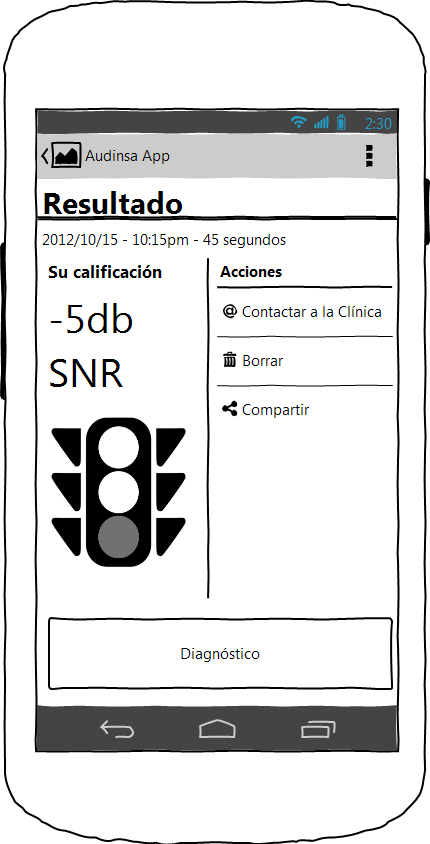 2:30
Audinsa App
Resultado
2012/10/15 - 10:15pm - 45 segundos
Su calificación
-5db
SNR
Acciones
@ Contactar a la Clínica
Borrar
Compartir
Diagnóstico